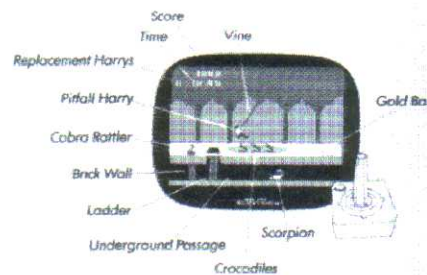 Score
Time Vine
Replacement Harrys
Pitfall Harry
Gold Ba
Cobra Rattler
Brick Wall
Ladder
Scorpion
Underground Passage
Crocodiles